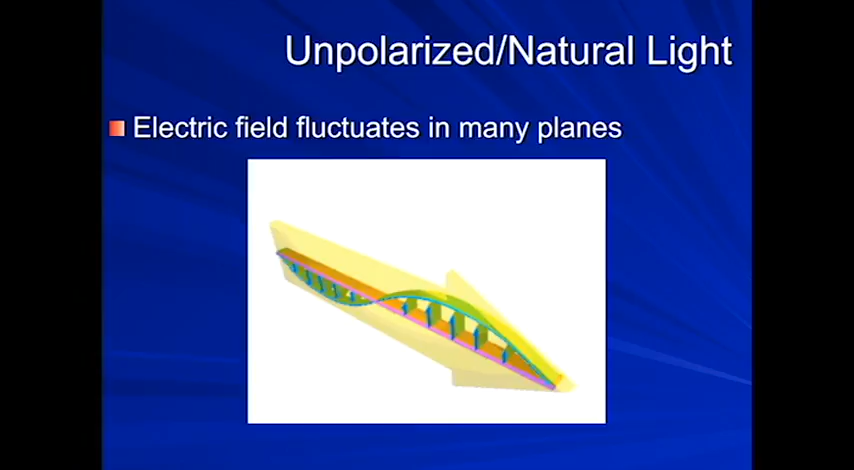 Unpolarized/Natural Light
Electric field fluctuates in many planes